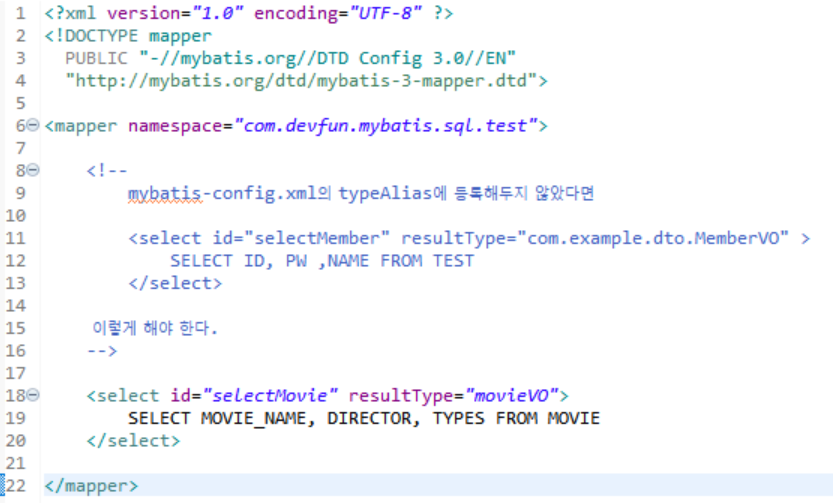 1 <?xml version="1.0" encoding="UTF-8" ?>
2 <!DOCTYPE mapper
3 PUBLIC "-//mybatis.org//DTD Config 3.0//EN"
4 "http://mybatis.org/dtd/mybatis-3-mapper.dtd">
5
6 <mapper namespace="com.devfun.mybatis.sql.test">
7
8 <!--
9 mybatis-config.xml의 typeAlias에 등록해두지 않았다면
10
11 <select id="selectMember" resultType="com.example.dto.MemberVO" >
12 SELECT ID, PW ,NAME FROM TEST
13 </select>
14
15 이렇게 해야 한다.
16 -->
17
18 <select id="selectMovie" resultType="movieVO">
19 SELECT MOVIE_NAME, DIRECTOR, TYPES FROM MOVIE
20 </select>
21
22 </mapper>